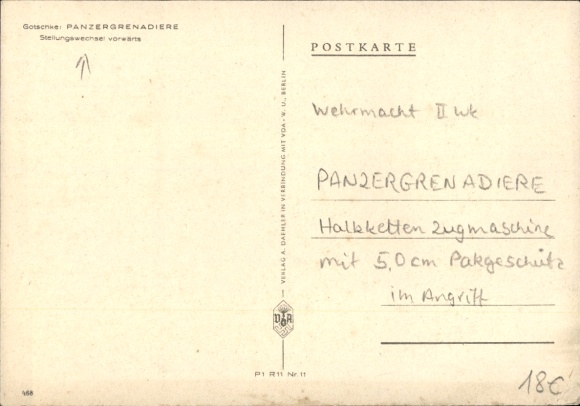 Gotschke: PANZERGRENADIERE
Stellungswechsel vorwärts
POSTKARTE
Wehrmacht II Wk
PANZERGRENADIERE
Halbketten Zugmaschine
mit 5,0 cm Pakgeschütz
im Angriff
VERLAG A. DAEHLER IN VERBINDUNG MIT VDA · W. U., BERLIN
VDA
P1 R11 Nr. 11
468
18€